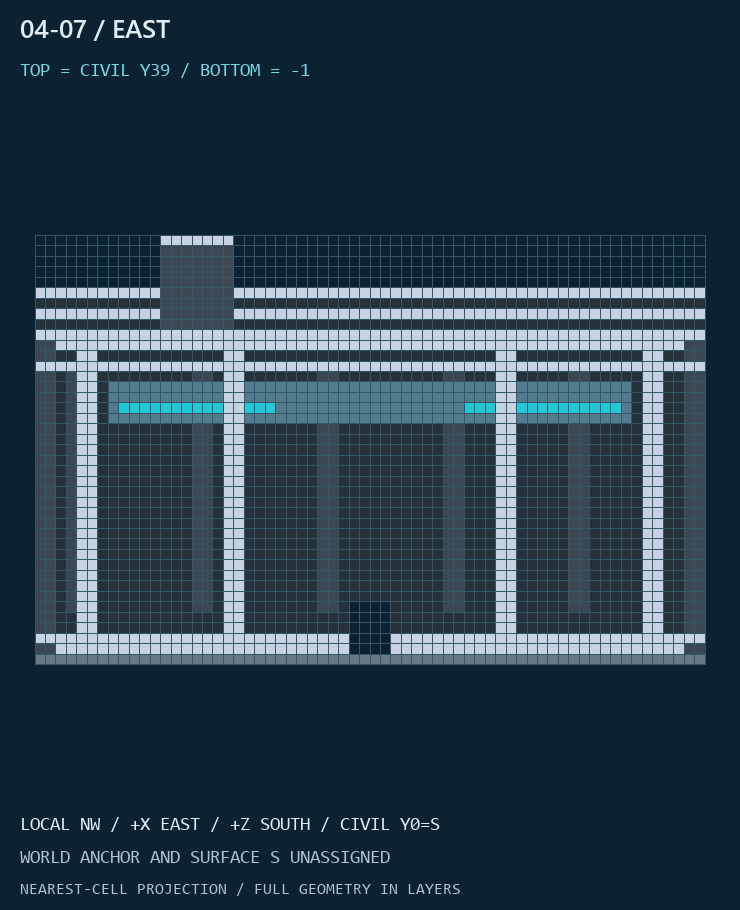 04-07 / EAST
TOP = CIVIL Y39 / BOTTOM = -1
LOCAL NW / +X EAST / +Z SOUTH / CIVIL Y0=S
WORLD ANCHOR AND SURFACE S UNASSIGNED
NEAREST-CELL PROJECTION / FULL GEOMETRY IN LAYERS